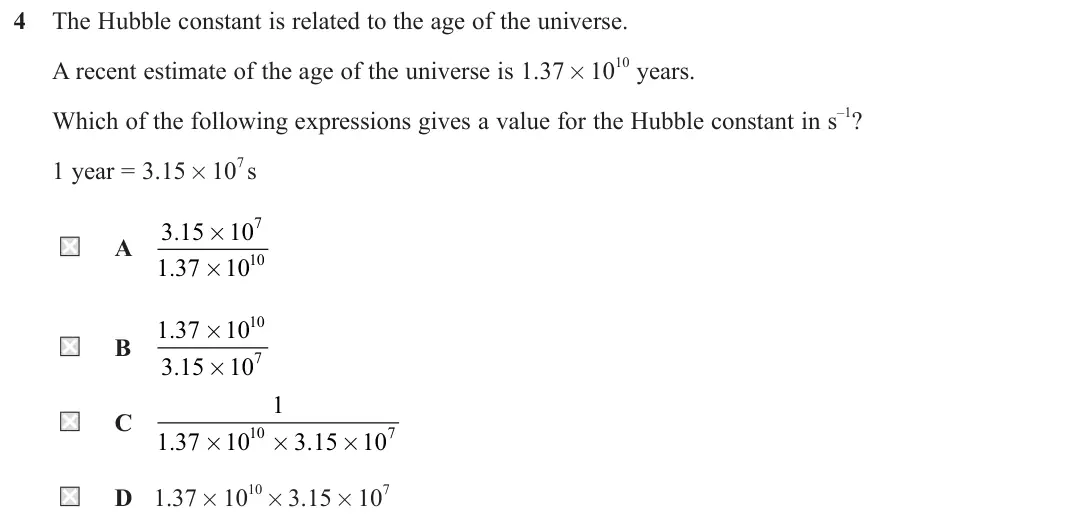 4 The Hubble constant is related to the age of the universe.
A recent estimate of the age of the universe is 1.37 × 10¹⁰ years.
Which of the following expressions gives a value for the Hubble constant in s⁻¹?
1 year = 3.15 × 10⁷ s
A 3.15 × 10⁷
1.37 × 10¹⁰
B 1.37 × 10¹⁰
3.15 × 10⁷
C 1
1.37 × 10¹⁰ × 3.15 × 10⁷
D 1.37 × 10¹⁰ × 3.15 × 10⁷